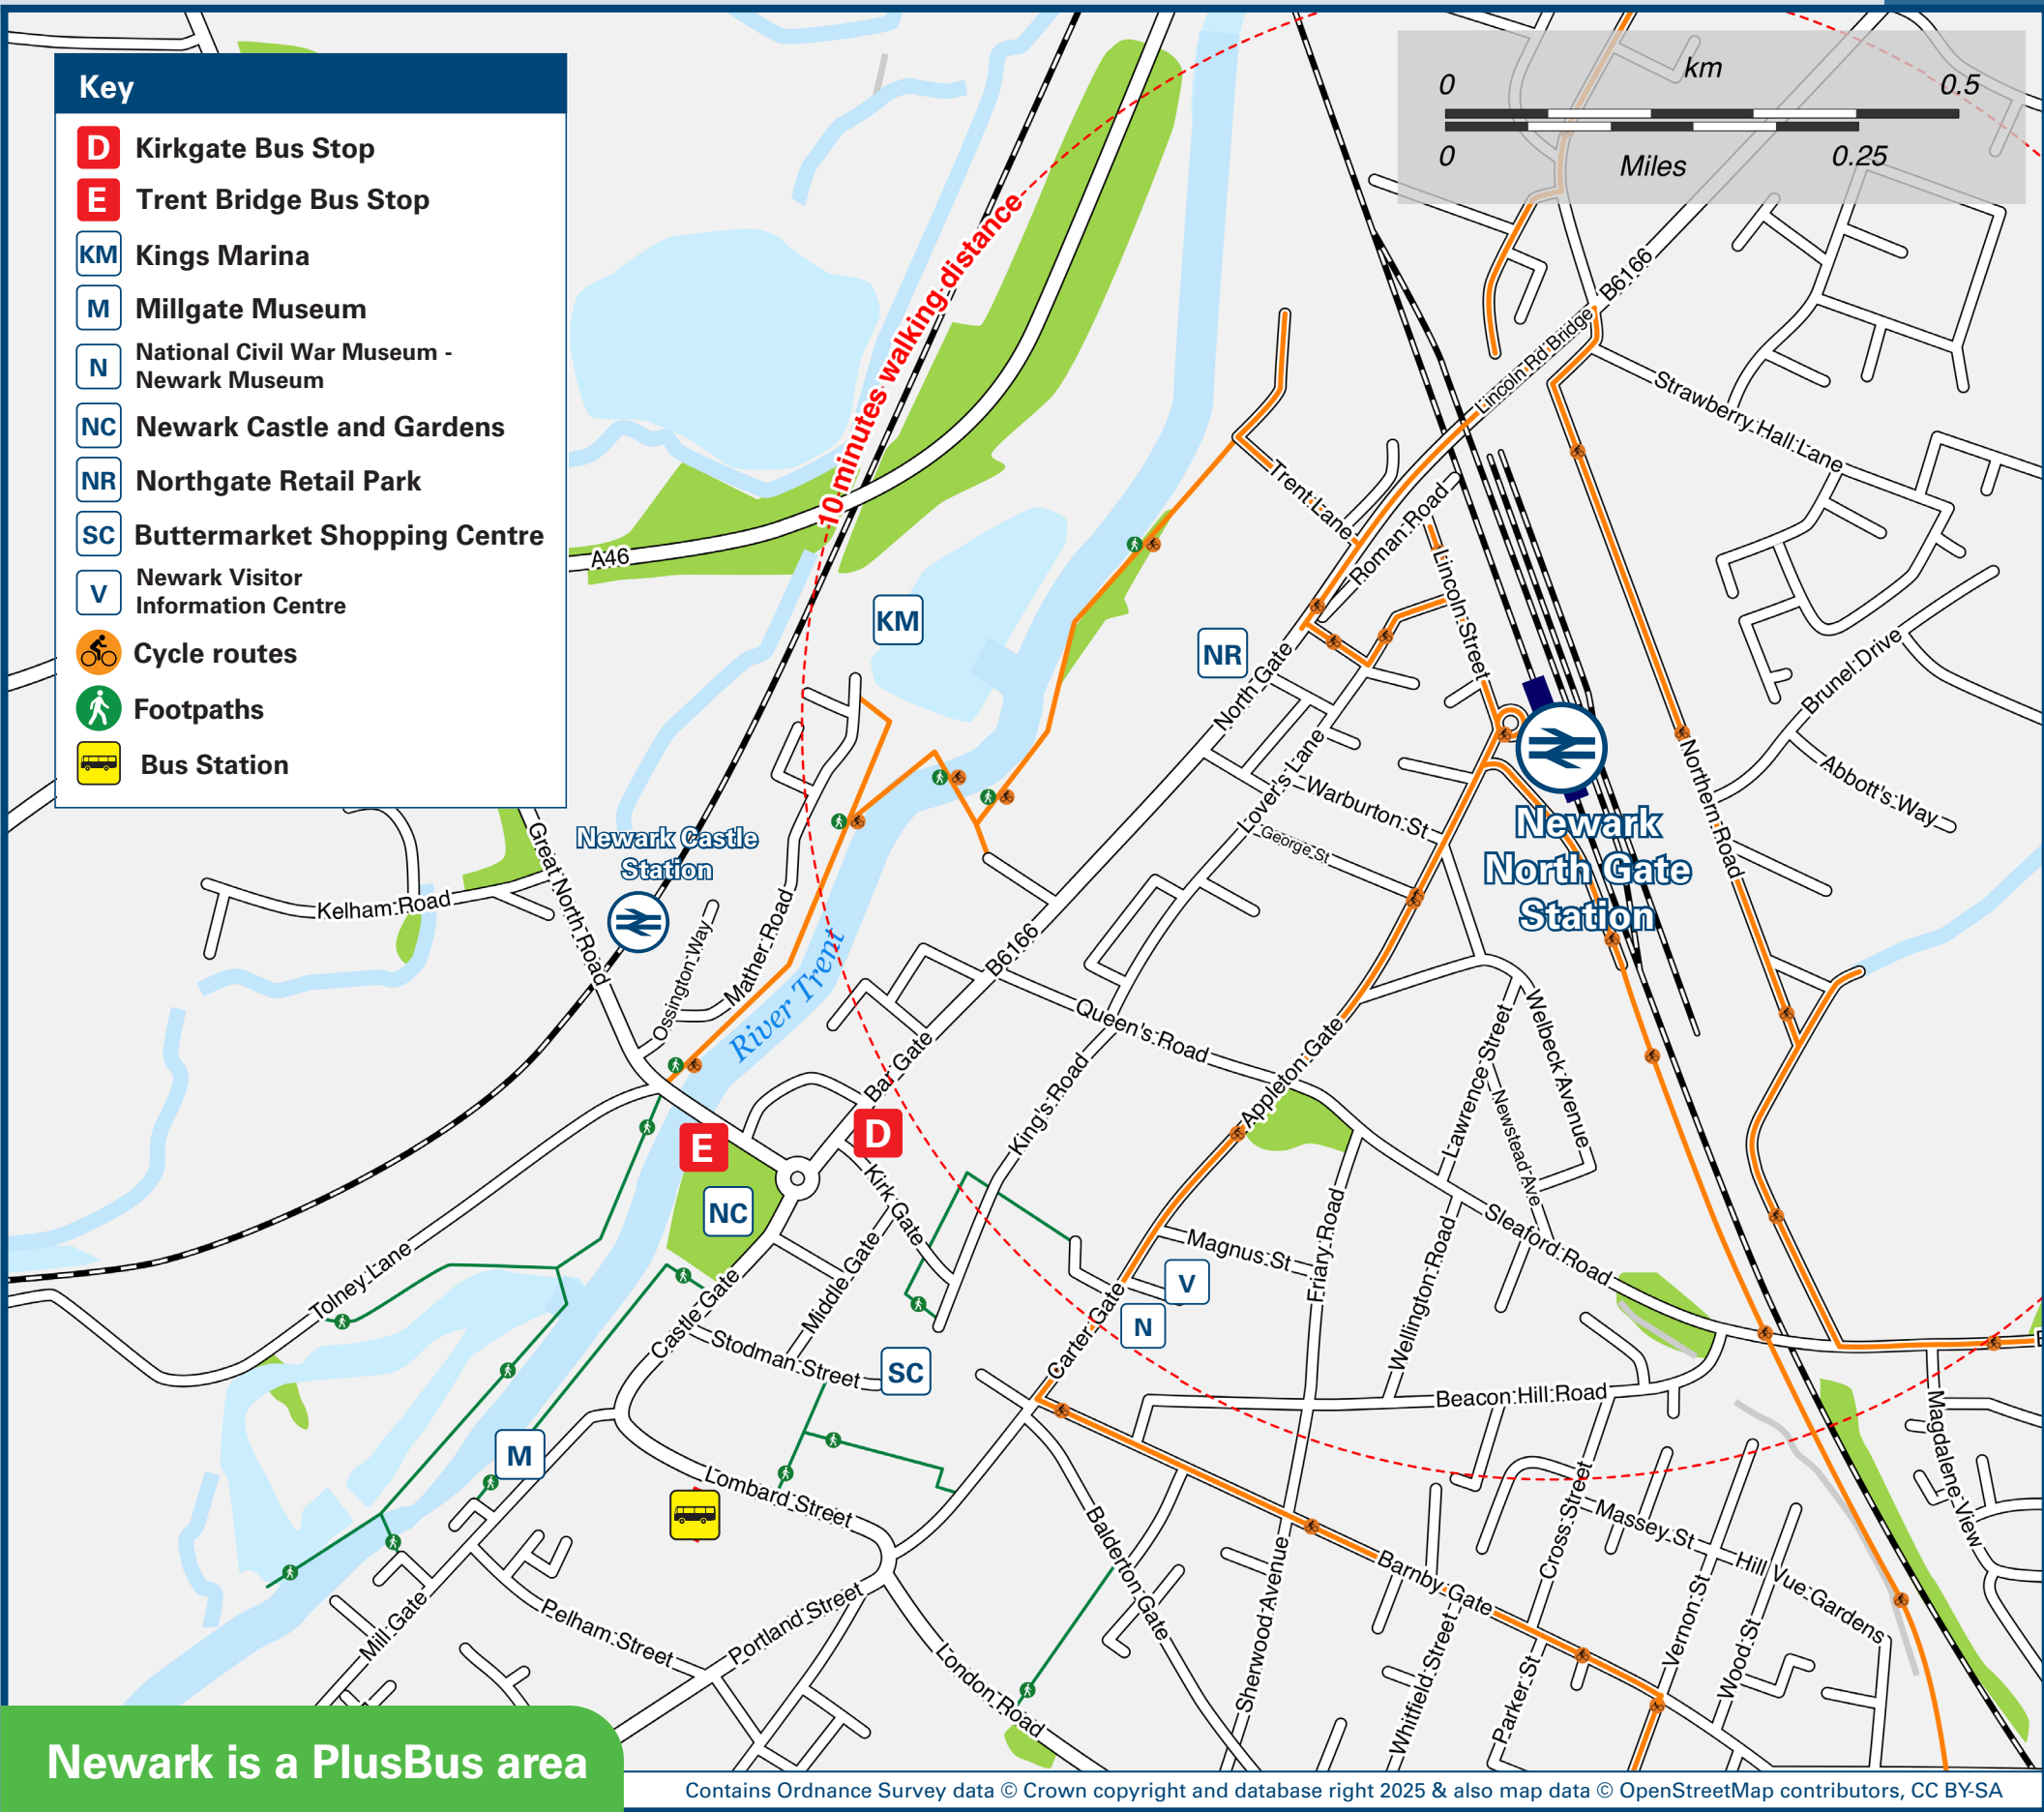 Key
D Kirkgate Bus Stop
E Trent Bridge Bus Stop
KM Kings Marina
M Millgate Museum
N National Civil War Museum -
Newark Museum
NC Newark Castle and Gardens
NR Northgate Retail Park
SC Buttermarket Shopping Centre
V Newark Visitor
Information Centre
Cycle routes
Footpaths
Bus Station
km
0 0.5
0 0.25
Miles
10 minutes walking distance
B6166
Lincoln Rd Bridge
Strawberry Hall Lane
Trent Lane
Roman Road
A46
Lincoln Street
KM
NR
North Gate
Brunel Drive
Abbott's Way
Northern Road
Lover's Lane
Warburton St
George St
Newark
North Gate
Station
Newark Castle
Station
Great North Road
Kelham Road
Ossington Way
Mather Road
River Trent
B6166
Queen's Road
Bar Gate
King's Road
Appleton Gate
Lawrence Street
Welbeck Avenue
Newstead Ave
E
D
NC
Kirk Gate
Middle Gate
Magnus St
Friary Road
Wellington Road
Sleaford Road
V
N
Tolney Lane
Castle Gate
Stodman Street
SC
Carter Gate
Beacon Hill Road
Magdalene View
M
Lombard Street
Balderton Gate
Massey St
Hill Vue Gardens
Cross Street
Barnby Gate
Sherwood Avenue
Whitfield Street
Parker St
Vernon St
Wood St
Mill Gate
Pelham Street
Portland Street
London Road
Newark is a PlusBus area
Contains Ordnance Survey data © Crown copyright and database right 2025 & also map data © OpenStreetMap contributors, CC BY-SA